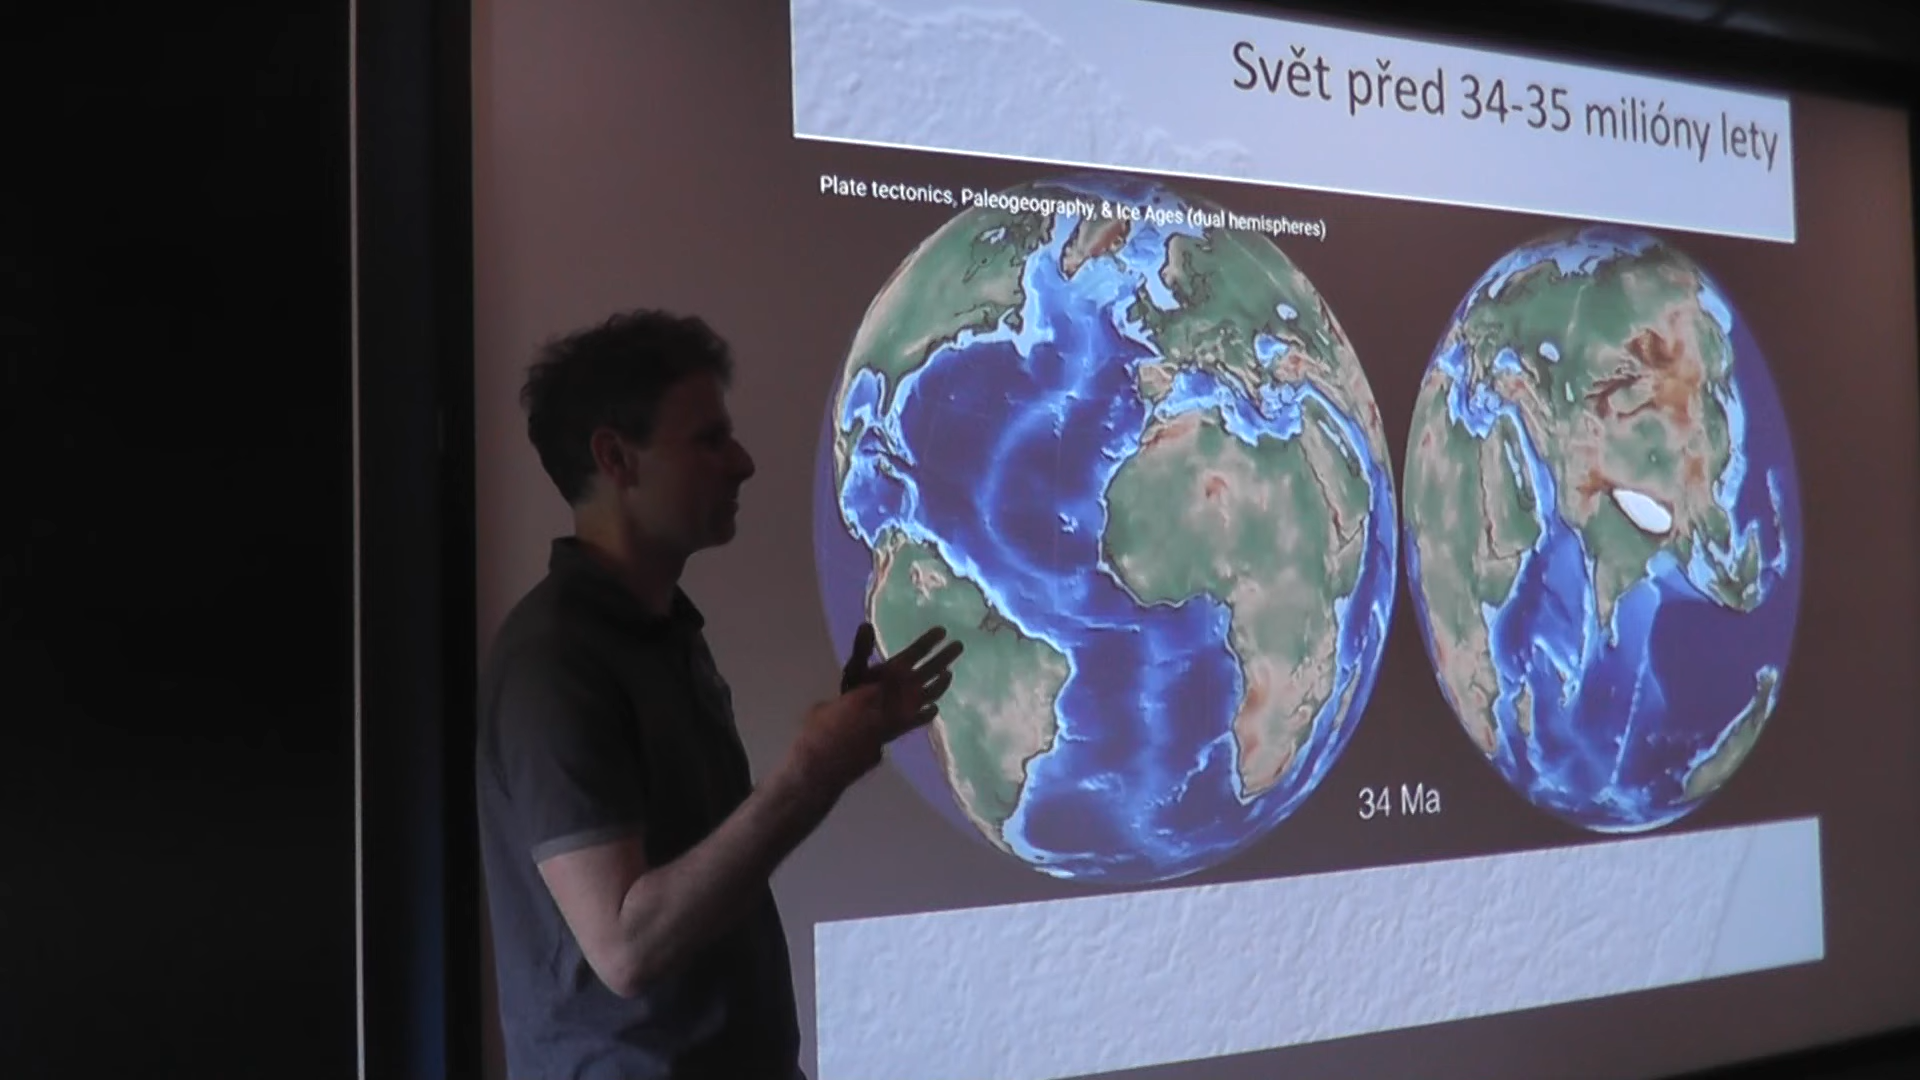 Svět před 34-35 milióny lety
Plate tectonics, Paleogeography, & Ice Ages (dual hemispheres)
34 Ma